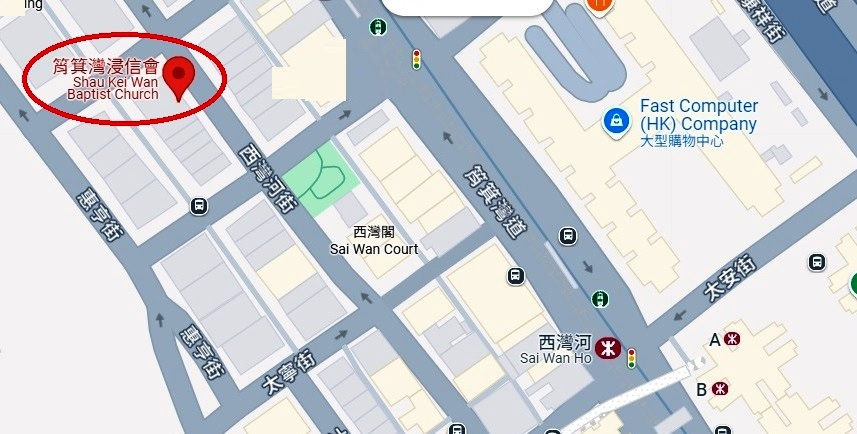 ing
筲箕灣浸信會
Shau Kei Wan
Baptist Church
Fast Computer
(HK) Company
大型購物中心
西灣河街
筲箕灣道
惠亨街
西灣閣
Sai Wan Court
太安街
西灣河
Sai Wan Ho
A
B
惠亨街
太寧街